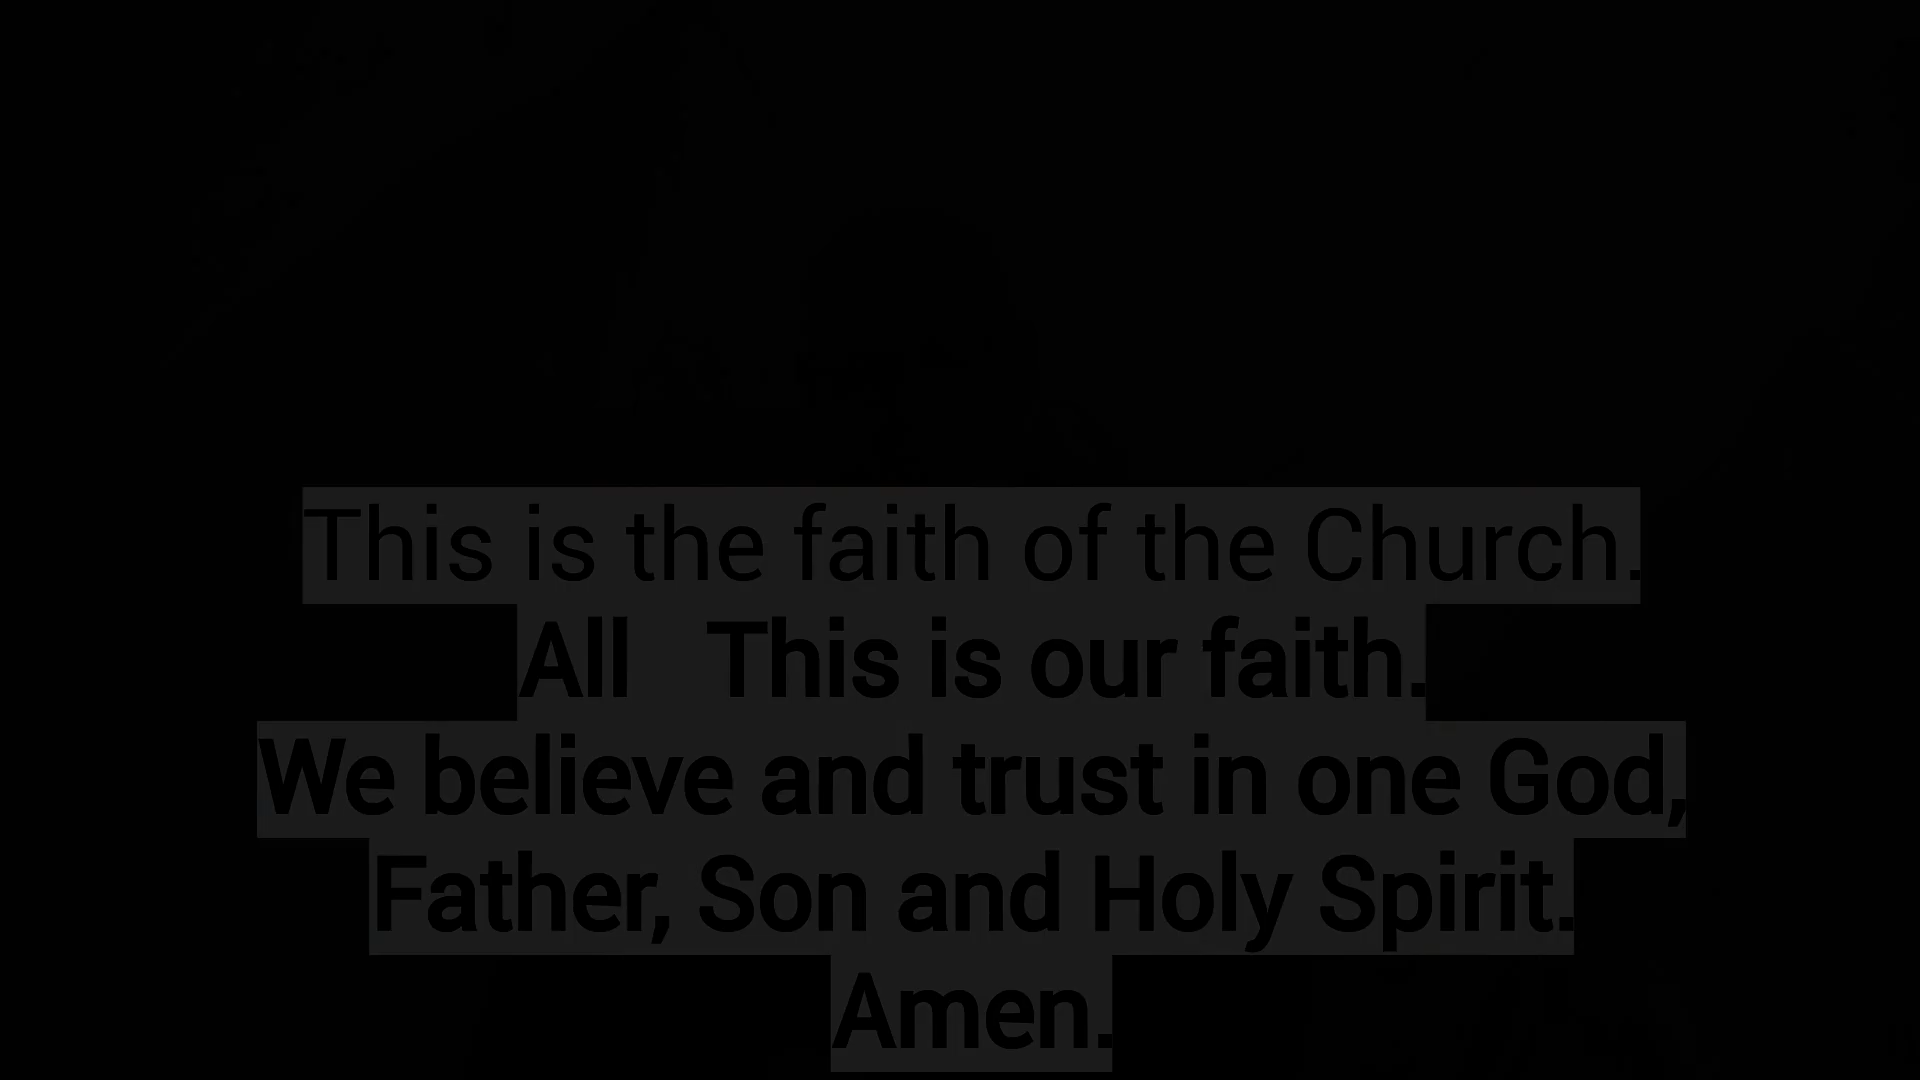 This is the faith of the Church.
All   This is our faith.
We believe and trust in one God,
Father, Son and Holy Spirit.
Amen.